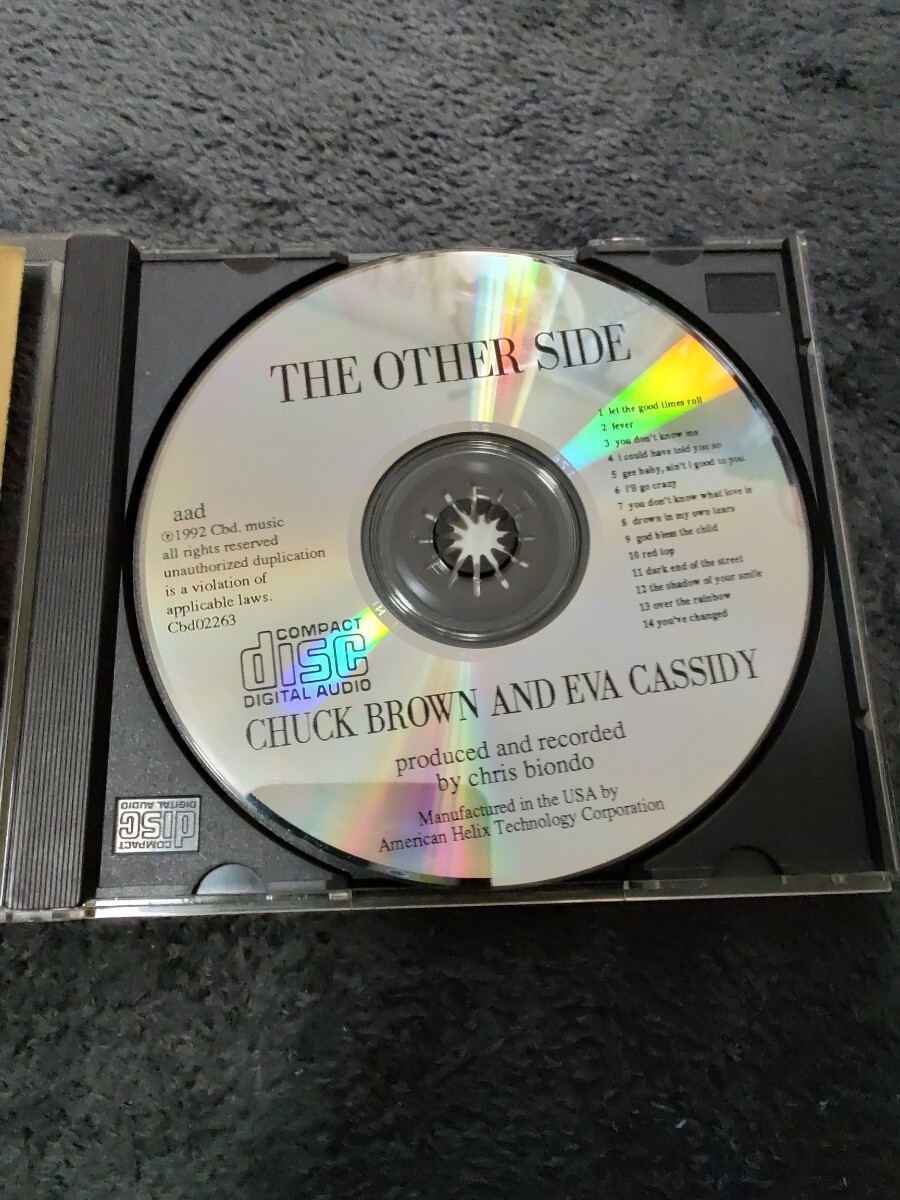 THE OTHER SIDE
1 let the good times roll
2 fever
3 you don't know me
4 I could have told you so
5 gee baby, ain't I good to you
6 I'll go crazy
7 you don't know what love is
8 drown in my own tears
9 god bless the child
10 red top
11 dark end of the street
12 the shadow of your smile
13 over the rainbow
14 you've changed
aad
℗1992 Cbd. music
all rights reserved
unauthorized duplication
is a violation of
applicable laws.
Cbd02263
COMPACT
disc
DIGITAL AUDIO
CHUCK BROWN AND EVA CASSIDY
produced and recorded
by chris biondo
Manufactured in the USA by
American Helix Technology Corporation
COMPACT
disc
DIGITAL AUDIO